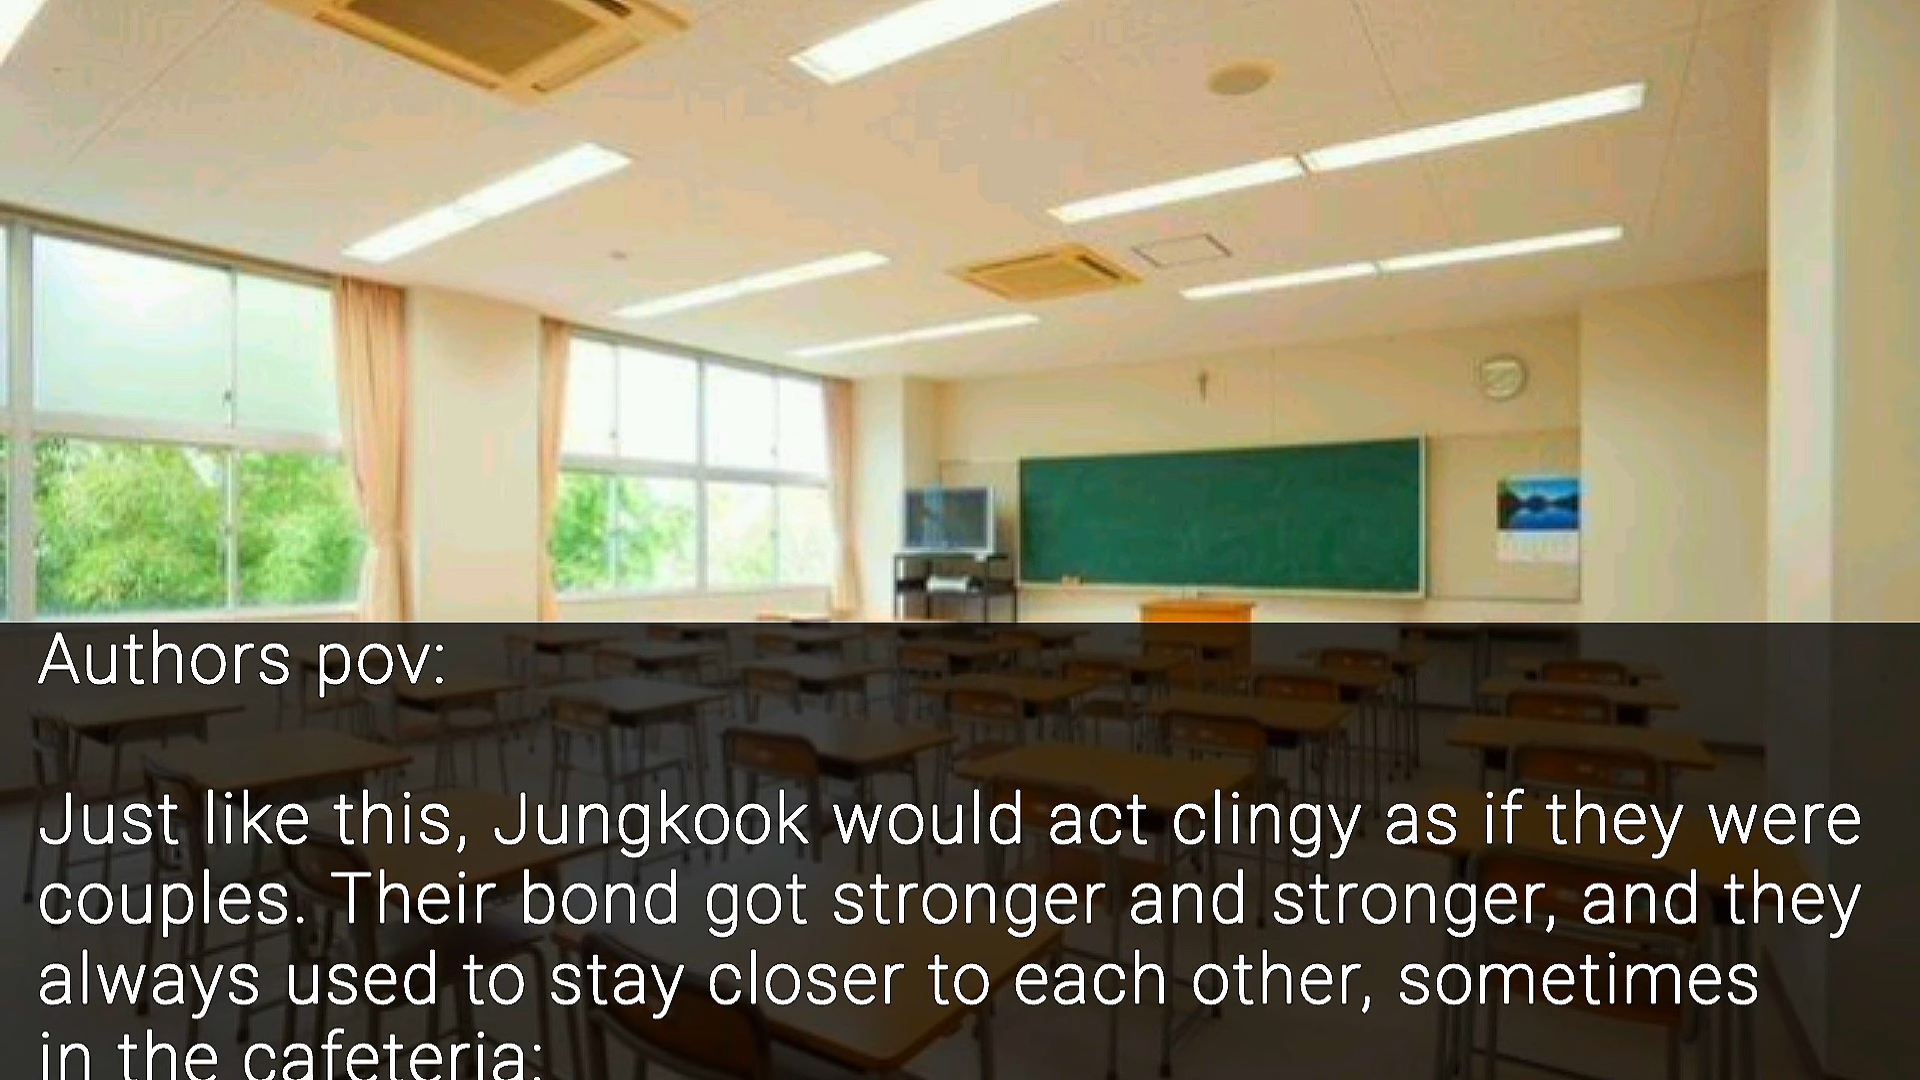 Authors pov:
Just like this, Jungkook would act clingy as if they were
couples. Their bond got stronger and stronger, and they
always used to stay closer to each other, sometimes
in the cafeteria: